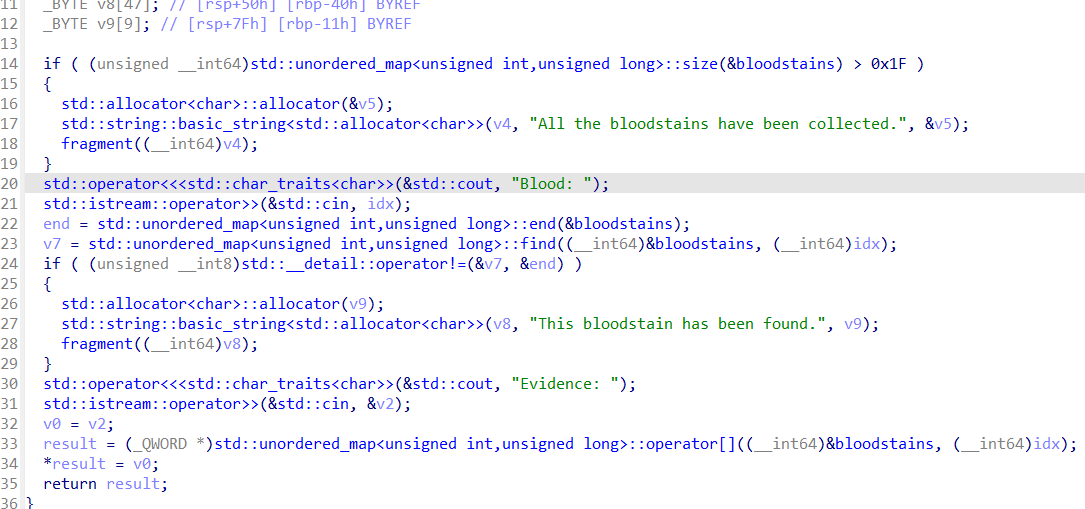 11 _BYTE v8[47]; // [rsp+50h] [rbp-40h] BYREF
12 _BYTE v9[9]; // [rsp+7Fh] [rbp-11h] BYREF
13
14 if ( (unsigned __int64)std::unordered_map<unsigned int,unsigned long>::size(&bloodstains) > 0x1F )
15 {
16 std::allocator<char>::allocator(&v5);
17 std::string::basic_string<std::allocator<char>>(v4, "All the bloodstains have been collected.", &v5);
18 fragment((__int64)v4);
19 }
20 std::operator<<<std::char_traits<char>>(&std::cout, "Blood: ");
21 std::istream::operator>>(&std::cin, idx);
22 end = std::unordered_map<unsigned int,unsigned long>::end(&bloodstains);
23 v7 = std::unordered_map<unsigned int,unsigned long>::find((__int64)&bloodstains, (__int64)idx);
24 if ( (unsigned __int8)std::__detail::operator!=(&v7, &end) )
25 {
26 std::allocator<char>::allocator(v9);
27 std::string::basic_string<std::allocator<char>>(v8, "This bloodstain has been found.", v9);
28 fragment((__int64)v8);
29 }
30 std::operator<<<std::char_traits<char>>(&std::cout, "Evidence: ");
31 std::istream::operator>>(&std::cin, &v2);
32 v0 = v2;
33 result = (_QWORD *)std::unordered_map<unsigned int,unsigned long>::operator[]((__int64)&bloodstains, (__int64)idx);
34 *result = v0;
35 return result;
36 }